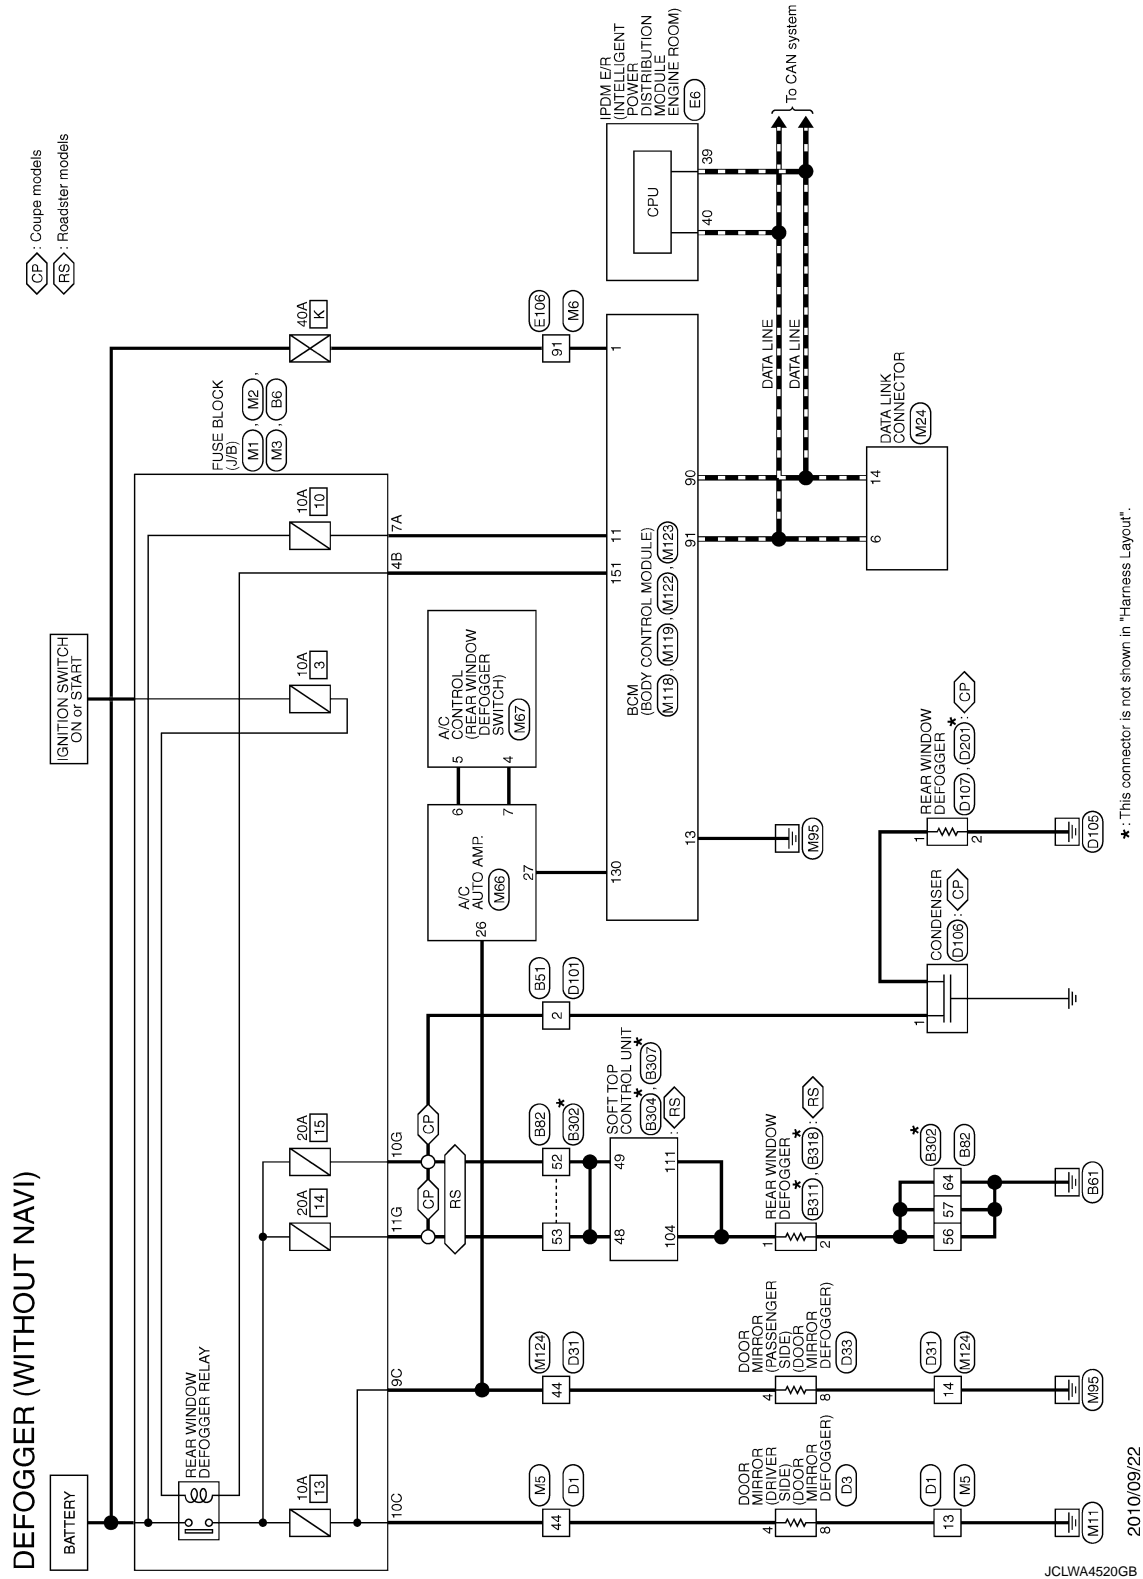 DEFOGGER (WITHOUT NAVI)
CP : Coupe models
RS : Roadster models
BATTERY
IGNITION SWITCH
ON or START
REAR WINDOW
DEFOGGER RELAY
10A
13
20A
14
20A
15
10A
3
10A
10
FUSE BLOCK
(J/B)
M1 , M2 ,
M3 , B6
40A
K
10C
9C
11G
10G
4B
7A
CP
CP
RS
M5
44
D1
M124
44
D31
B82
53
52
B302 *
B51
2
D101
E106
91
M6
A/C
AUTO AMP.
M66
26
27
6
7
A/C
CONTROL
(REAR WINDOW
DEFOGGER
SWITCH)
M67
5
4
SOFT TOP
CONTROL UNIT
B304 * , B307 *
: RS
48
49
104
111
BCM
(BODY CONTROL MODULE)
M118 , M119 , M122 , M123
130
151
11
1
13
91
90
IPDM E/R
(INTELLIGENT
POWER
DISTRIBUTION
MODULE
ENGINE ROOM)
E6
CPU
40
39
DATA LINE
DATA LINE
To CAN system
DOOR
MIRROR
(DRIVER
SIDE)
(DOOR
MIRROR
DEFOGGER)
D3
4
8
DOOR
MIRROR
(PASSENGER
SIDE)
(DOOR
MIRROR
DEFOGGER)
D33
4
8
REAR WINDOW
DEFOGGER
B311 * , B318 * : RS
1
2
M95
CONDENSER
D106 : CP
1
REAR WINDOW
DEFOGGER
D107 , D201 * : CP
1
2
DATA LINK
CONNECTOR
M24
6
14
D1
13
M5
D31
14
M124
B302 *
56
57
64
B82
M11
M95
B61
D105
* : This connector is not shown in "Harness Layout".
2010/09/22
JCLWA4520GB